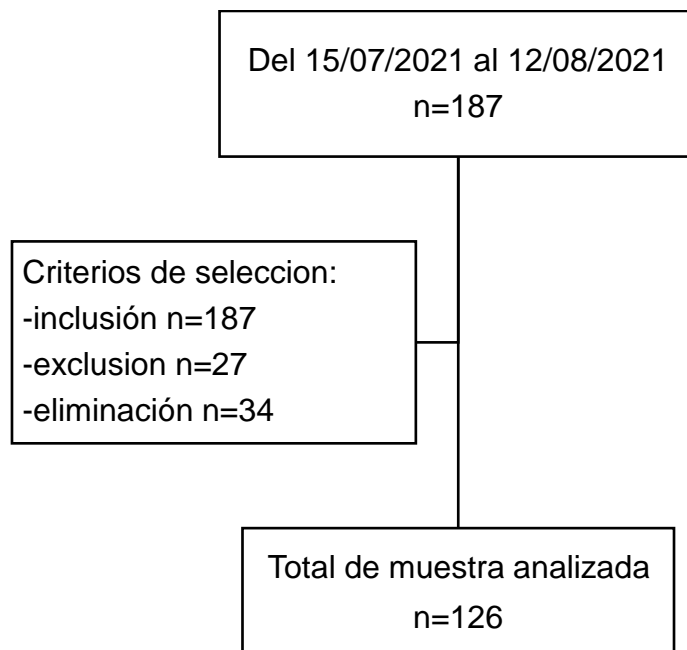 Del 15/07/2021 al 12/08/2021
n=187
Criterios de seleccion:
-inclusión n=187
-exclusion n=27
-eliminación n=34
Total de muestra analizada
n=126